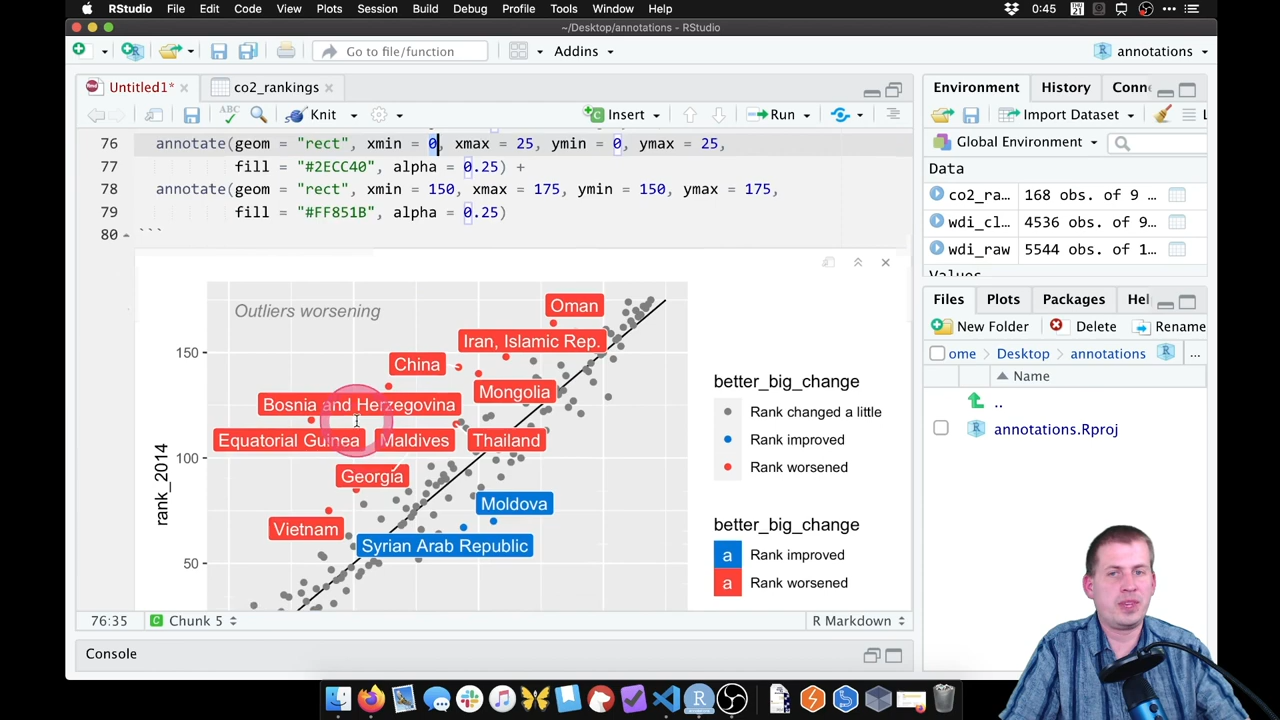 RStudio File Edit Code View Plots Session Build Debug Profile Tools Window Help 0:45 THU 21
~/Desktop/annotations - RStudio
Go to file/function Addins annotations
Untitled1* co2_rankings
Environment History Conn
Knit Insert Run Import Dataset L
Global Environment
76 annotate(geom = "rect", xmin = 0, xmax = 25, ymin = 0, ymax = 25,
77 fill = "#2ECC40", alpha = 0.25) +
78 annotate(geom = "rect", xmin = 150, xmax = 175, ymin = 150, ymax = 175,
79 fill = "#FF851B", alpha = 0.25)
80 ```
Data
co2_ra… 168 obs. of 9 …
wdi_cl… 4536 obs. of 9…
wdi_raw 5544 obs. of 1…
Values
Files Plots Packages Hel
New Folder Delete Rename
ome Desktop annotations ...
Name
..
annotations.Rproj
Outliers worsening
Oman
Iran, Islamic Rep.
China
Mongolia
Bosnia and Herzegovina
Equatorial Guinea
Maldives
Thailand
Georgia
Moldova
Vietnam
Syrian Arab Republic
150
100
50
rank_2014
better_big_change
Rank changed a little
Rank improved
Rank worsened
better_big_change
a Rank improved
a Rank worsened
76:35 C Chunk 5 R Markdown
Console